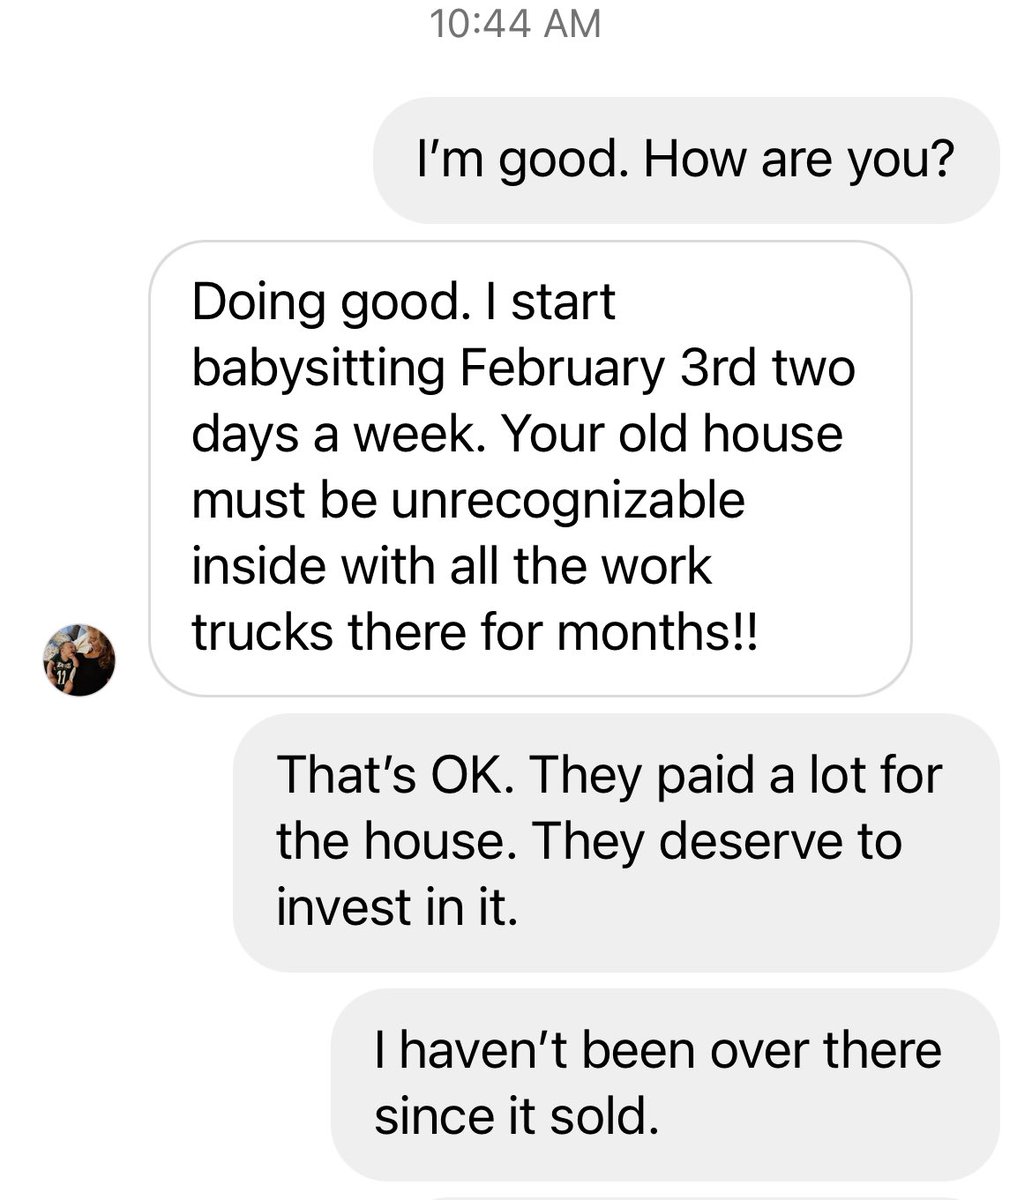 10:44 AM
I’m good. How are you?
Doing good. I start
babysitting February 3rd two
days a week. Your old house
must be unrecognizable
inside with all the work
trucks there for months!!
11
That’s OK. They paid a lot for
the house. They deserve to
invest in it.
I haven’t been over there
since it sold.